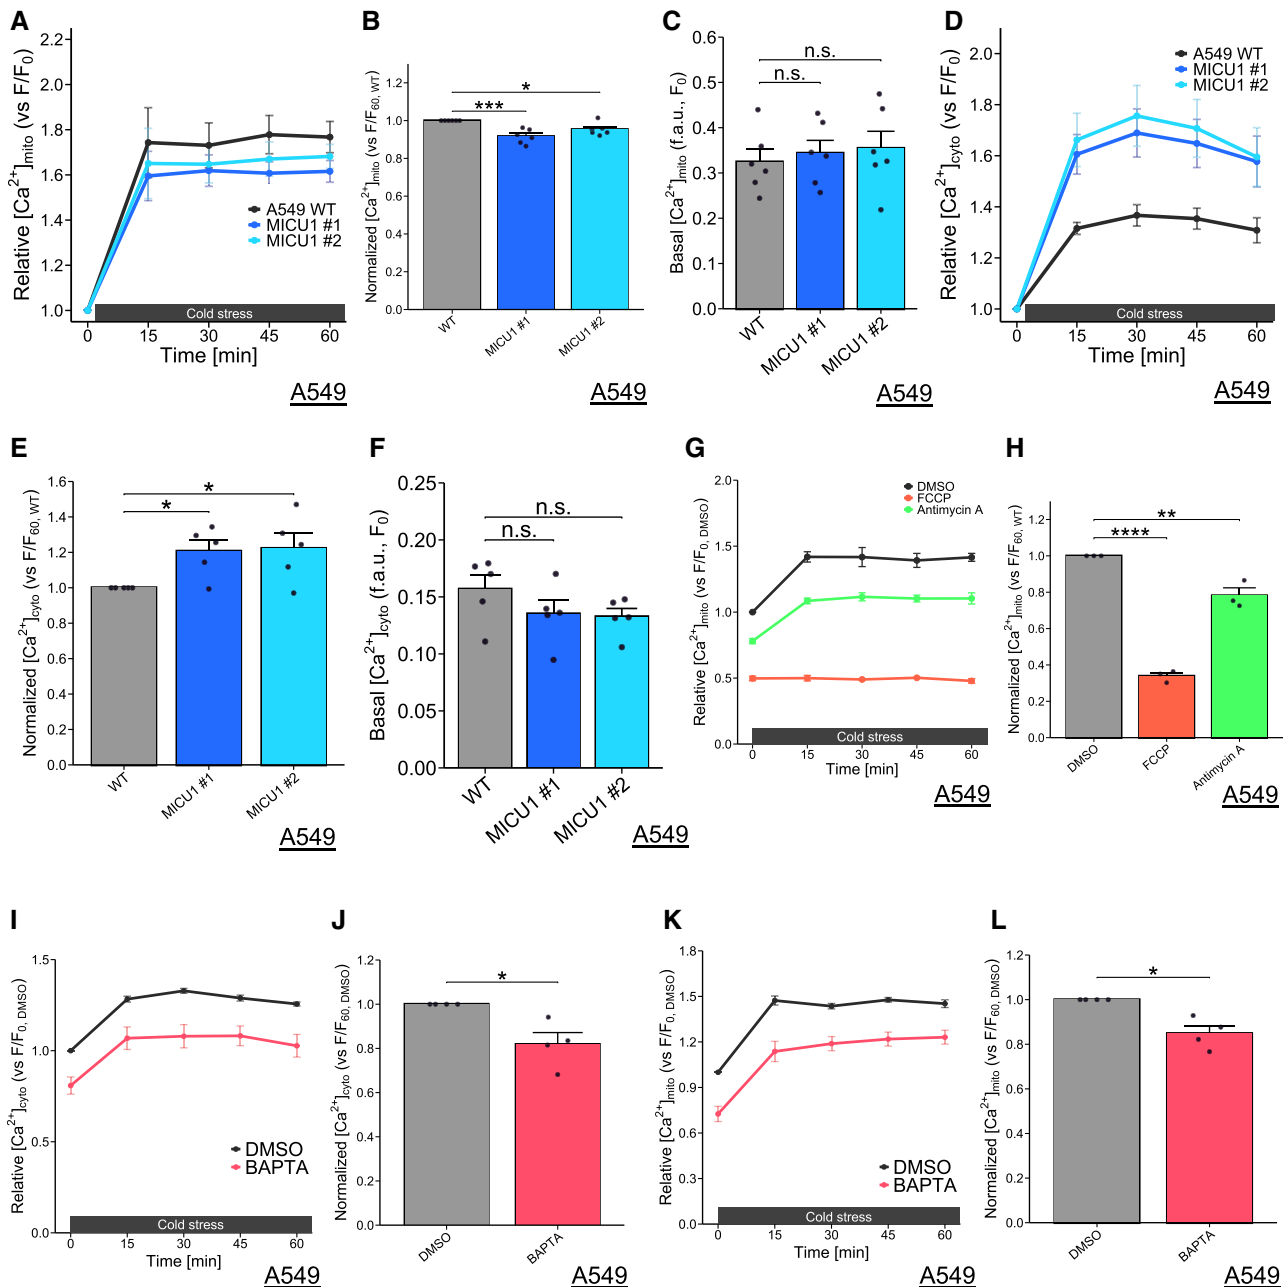 A
Relative [Ca²⁺]mito (vs F/F₀)
2.2
2.0
1.8
1.6
1.4
1.2
1.0
A549 WT
MICU1 #1
MICU1 #2
Cold stress
0 15 30 45 60
Time [min]
A549
B
Normalized [Ca²⁺]mito (vs F/F60, WT)
1.2
1.0
0.8
0.6
0.4
0.2
0.0
*
***
WT MICU1 #1 MICU1 #2
A549
C
Basal [Ca²⁺]mito (f.a.u., F₀)
0.6
0.5
0.4
0.3
0.2
0.1
0.0
n.s.
n.s.
WT MICU1 #1 MICU1 #2
A549
D
Relative [Ca²⁺]cyto (vs F/F₀)
2.0
1.8
1.6
1.4
1.2
1.0
A549 WT
MICU1 #1
MICU1 #2
Cold stress
0 15 30 45 60
Time [min]
A549
E
Normalized [Ca²⁺]cyto (vs F/F60, WT)
1.6
1.4
1.2
1.0
0.8
0.6
0.4
0.2
0.0
*
*
WT MICU1 #1 MICU1 #2
A549
F
Basal [Ca²⁺]cyto (f.a.u., F₀)
0.25
0.20
0.15
0.10
0.05
0.00
n.s.
n.s.
WT MICU1 #1 MICU1 #2
A549
G
Relative [Ca²⁺]mito (vs F/F0, DMSO)
2.0
1.5
1.0
0.5
0.0
DMSO
FCCP
Antimycin A
Cold stress
0 15 30 45 60
Time [min]
A549
H
Normalized [Ca²⁺]mito (vs F/F60, WT)
1.2
1.0
0.8
0.6
0.4
0.2
0.0
**
****
DMSO FCCP Antimycin A
A549
I
Relative [Ca²⁺]cyto (vs F/F0, DMSO)
1.5
1.0
0.5
0.0
DMSO
BAPTA
Cold stress
0 15 30 45 60
Time [min]
A549
J
Normalized [Ca²⁺]cyto (vs F/F60, DMSO)
1.2
1.0
0.8
0.6
0.4
0.2
0.0
*
DMSO BAPTA
A549
K
Relative [Ca²⁺]mito (vs F/F0, DMSO)
1.8
1.5
1.2
0.9
0.6
0.3
0.0
DMSO
BAPTA
Cold stress
0 15 30 45 60
Time [min]
A549
L
Normalized [Ca²⁺]mito (vs F/F60, DMSO)
1.2
1.0
0.8
0.6
0.4
0.2
0.0
*
DMSO BAPTA
A549